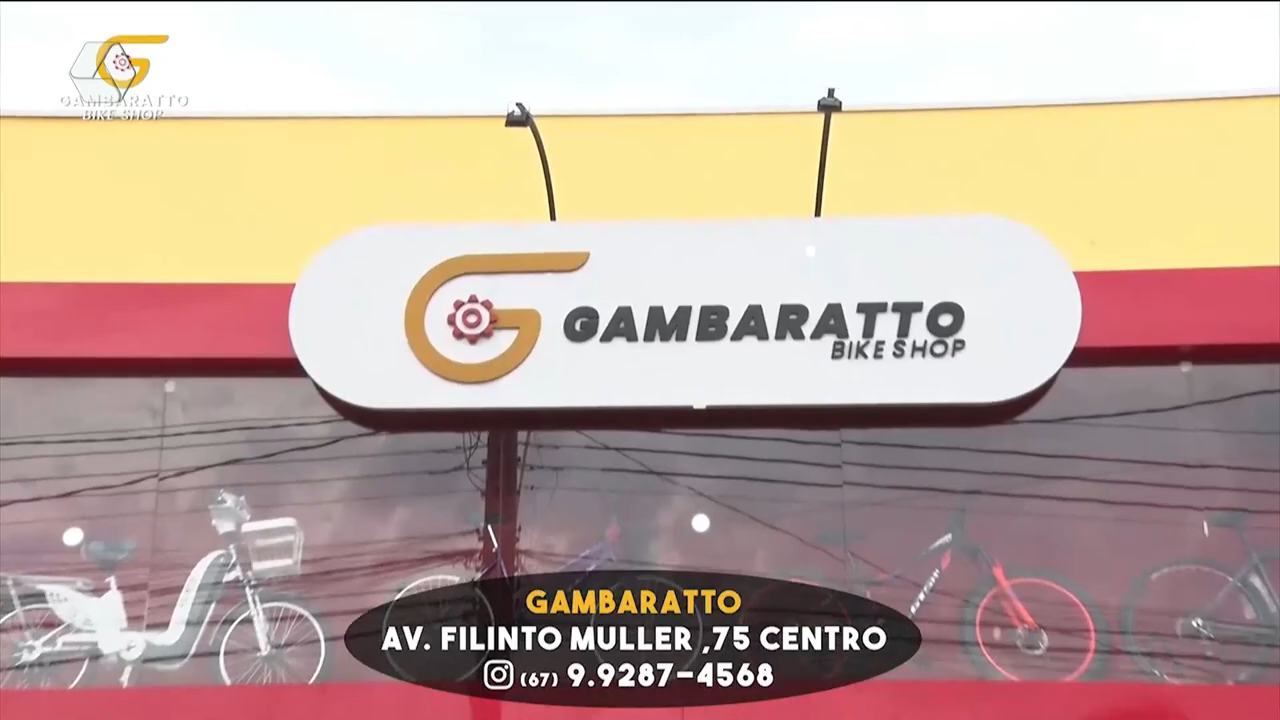 GAMBARATTO
BIKE SHOP
GAMBARATTO
BIKE SHOP
GAMBARATTO
AV. FILINTO MULLER ,75 CENTRO
(67) 9.9287-4568